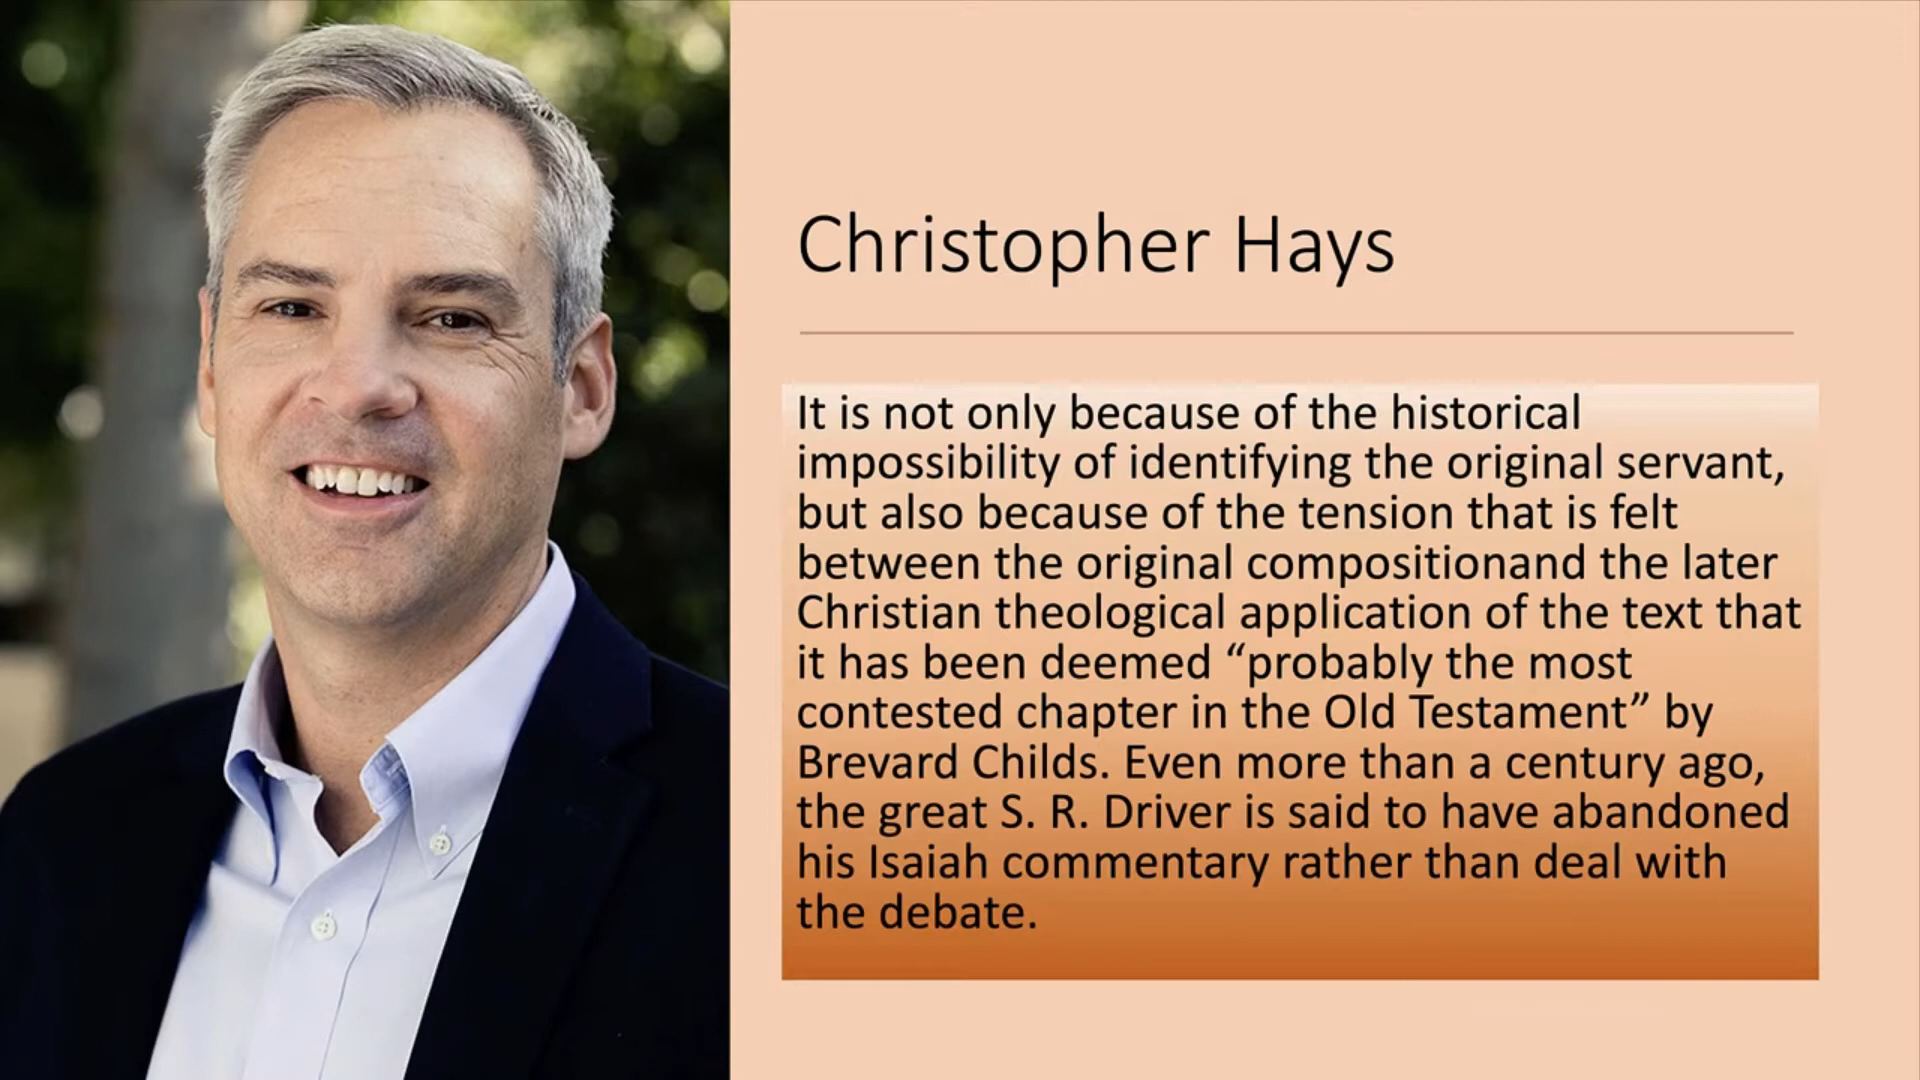 Christopher Hays
It is not only because of the historical
impossibility of identifying the original servant,
but also because of the tension that is felt
between the original compositionand the later
Christian theological application of the text that
it has been deemed “probably the most
contested chapter in the Old Testament” by
Brevard Childs. Even more than a century ago,
the great S. R. Driver is said to have abandoned
his Isaiah commentary rather than deal with
the debate.